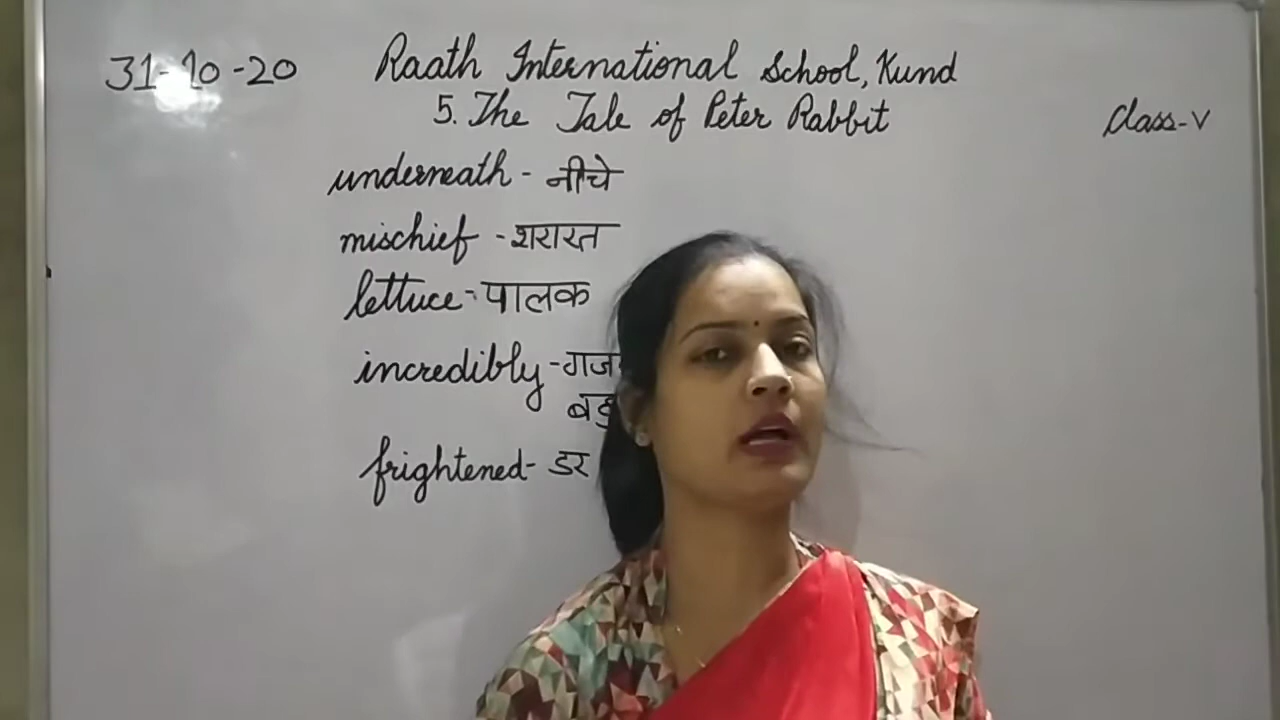 31-10-20 Raath International School, Kund
5. The Tale of Peter Rabbit Class-V
underneath - नीचे
mischief - शरारत
lettuce - पालक
incredibly -
frightened - डर